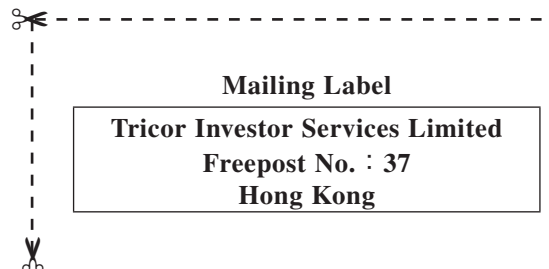 Mailing Label
Tricor Investor Services Limited
Freepost No.：37
Hong Kong